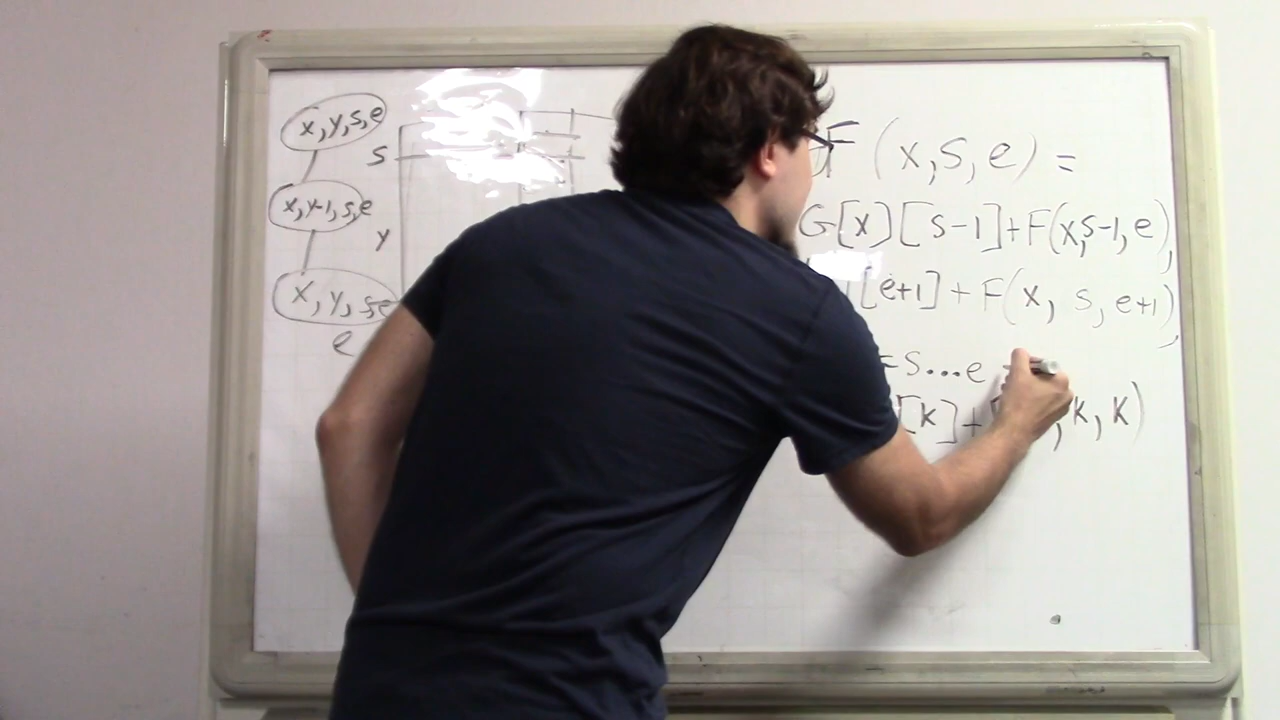 x, y, s, e
x, y-1, s, e
x, y, s, e
e
s
y
F (x, s, e) =
G[x][s-1]+F(x,s-1,e),
[e+1] + F(x, s, e+1),
=s...e
[k]+ , k, k)